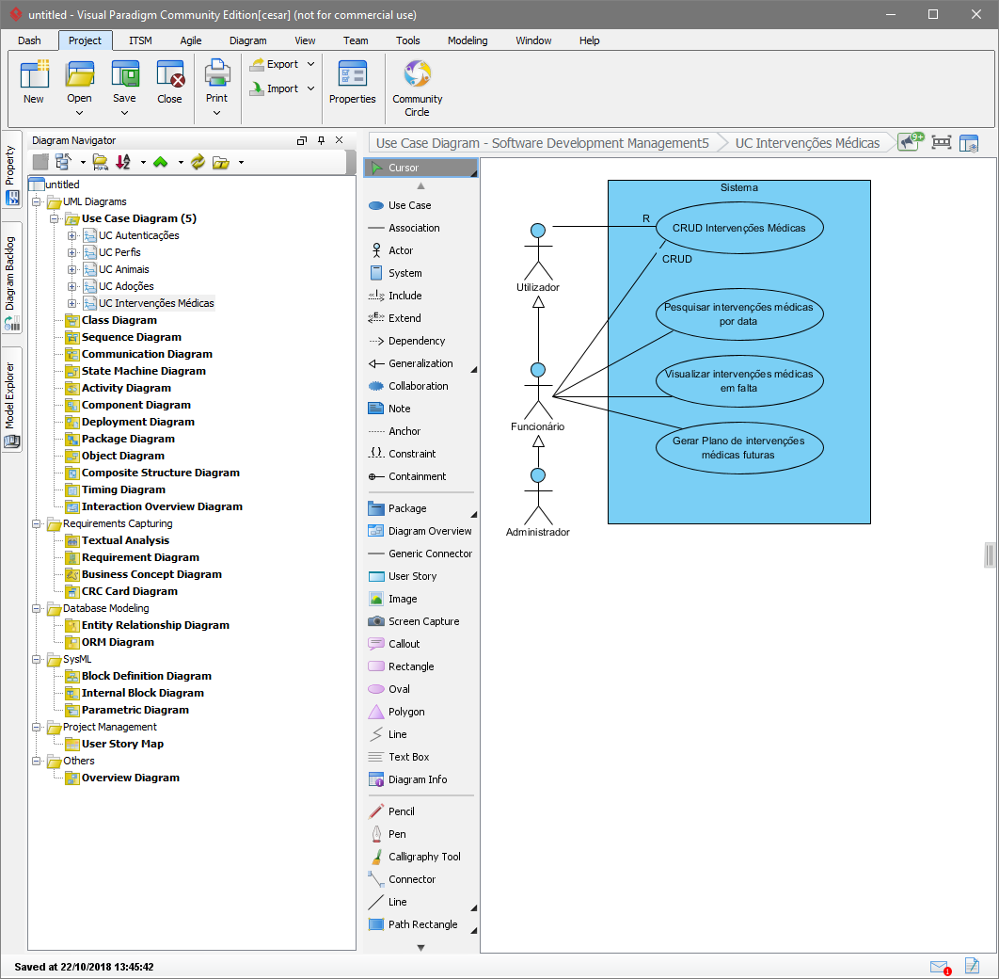 untitled - Visual Paradigm Community Edition[cesar] (not for commercial use)
Dash Project ITSM Agile Diagram View Team Tools Modeling Window Help
New Open Save Close Print Export Import Properties Community Circle
Property
Diagram Backlog
Model Explorer
Diagram Navigator
untitled
UML Diagrams
Use Case Diagram (5)
UC Autenticações
UC Perfis
UC Animais
UC Adoções
UC Intervenções Médicas
Class Diagram
Sequence Diagram
Communication Diagram
State Machine Diagram
Activity Diagram
Component Diagram
Deployment Diagram
Package Diagram
Object Diagram
Composite Structure Diagram
Timing Diagram
Interaction Overview Diagram
Requirements Capturing
Textual Analysis
Requirement Diagram
Business Concept Diagram
CRC Card Diagram
Database Modeling
Entity Relationship Diagram
ORM Diagram
SysML
Block Definition Diagram
Internal Block Diagram
Parametric Diagram
Project Management
User Story Map
Others
Overview Diagram
Use Case Diagram - Software Development Management5 UC Intervenções Médicas 9+
Cursor
Use Case
Association
Actor
System
Include
Extend
Dependency
Generalization
Collaboration
Note
Anchor
Constraint
Containment
Package
Diagram Overview
Generic Connector
User Story
Image
Screen Capture
Callout
Rectangle
Oval
Polygon
Line
Text Box
Diagram Info
Pencil
Pen
Calligraphy Tool
Connector
Line
Path Rectangle
Sistema
R
CRUD Intervenções Médicas
CRUD
Utilizador
Pesquisar intervenções médicas
por data
Visualizar intervenções médicas
em falta
Funcionário
Gerar Plano de intervenções
médicas futuras
Administrador
Saved at 22/10/2018 13:45:42
1